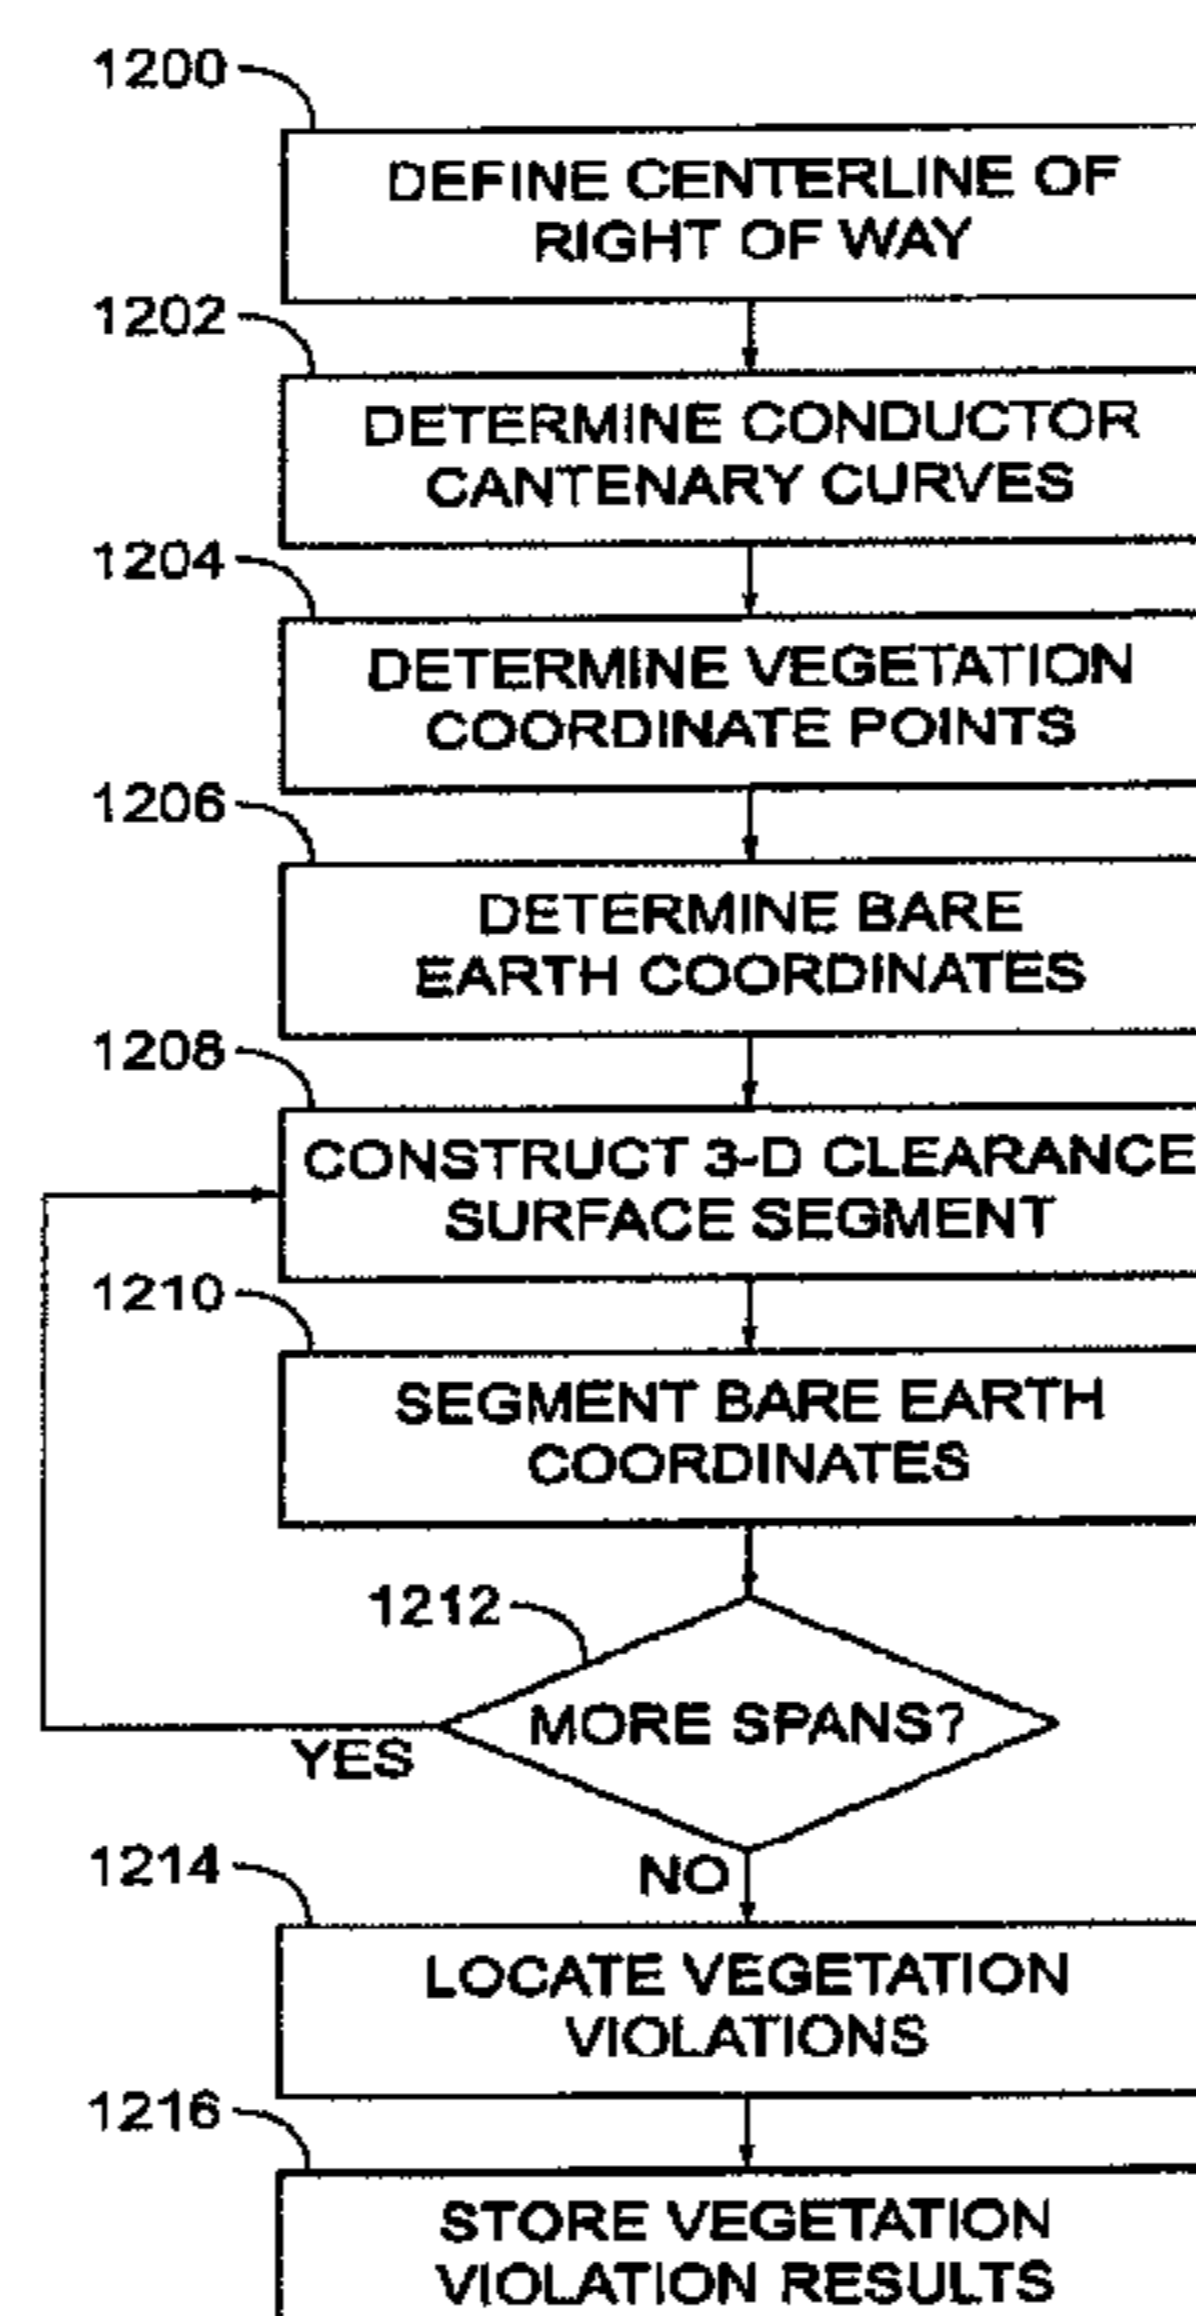 1200
DEFINE CENTERLINE OF
RIGHT OF WAY
1202
DETERMINE CONDUCTOR
CANTENARY CURVES
1204
DETERMINE VEGETATION
COORDINATE POINTS
1206
DETERMINE BARE
EARTH COORDINATES
1208
CONSTRUCT 3-D CLEARANCE
SURFACE SEGMENT
1210
SEGMENT BARE EARTH
COORDINATES
1212
MORE SPANS?
YES
NO
1214
LOCATE VEGETATION
VIOLATIONS
1216
STORE VEGETATION
VIOLATION RESULTS